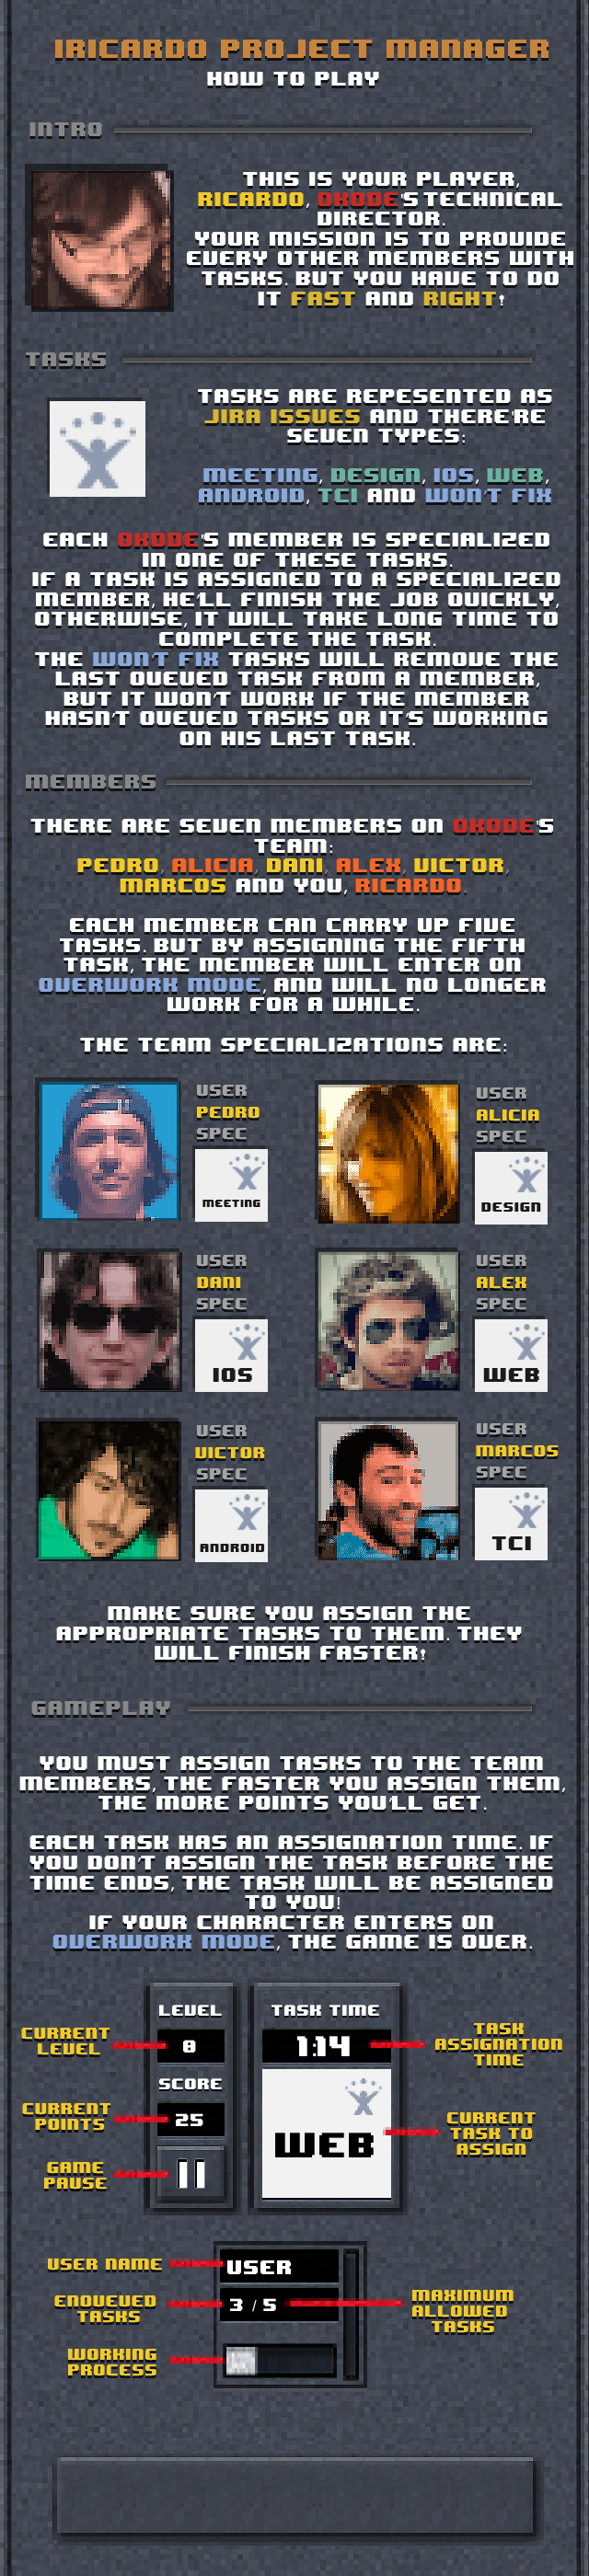 IRICARDO PROJECT MANAGER
HOW TO PLAY
INTRO
THIS IS YOUR PLAYER,
RICARDO, OKODE'S TECHNICAL
DIRECTOR.
YOUR MISSION IS TO PROVIDE
EVERY OTHER MEMBERS WITH
TASKS. BUT YOU HAVE TO DO
IT FAST AND RIGHT!
TASKS
TASKS ARE REPESENTED AS
JIRA ISSUES AND THERE'RE
SEVEN TYPES:
MEETING, DESIGN, IOS, WEB,
ANDROID, TCI AND WON'T FIX
EACH OKODE'S MEMBER IS SPECIALIZED
IN ONE OF THESE TASKS.
IF A TASK IS ASSIGNED TO A SPECIALIZED
MEMBER, HE'LL FINISH THE JOB QUICKLY,
OTHERWISE, IT WILL TAKE LONG TIME TO
COMPLETE THE TASK.
THE WON'T FIX TASKS WILL REMOVE THE
LAST QUEUED TASK FROM A MEMBER,
BUT IT WON'T WORK IF THE MEMBER
HASN'T QUEUED TASKS OR IT'S WORKING
ON HIS LAST TASK.
MEMBERS
THERE ARE SEVEN MEMBERS ON OKODE'S
TEAM:
PEDRO, ALICIA, DANI, ALEX, VICTOR,
MARCOS AND YOU, RICARDO.
EACH MEMBER CAN CARRY UP FIVE
TASKS. BUT BY ASSIGNING THE FIFTH
TASK, THE MEMBER WILL ENTER ON
OVERWORK MODE, AND WILL NO LONGER
WORK FOR A WHILE.
THE TEAM SPECIALIZATIONS ARE:
USER
PEDRO
SPEC
MEETING
USER
ALICIA
SPEC
DESIGN
USER
DANI
SPEC
IOS
USER
ALEX
SPEC
WEB
USER
VICTOR
SPEC
ANDROID
USER
MARCOS
SPEC
TCI
MAKE SURE YOU ASSIGN THE
APPROPRIATE TASKS TO THEM. THEY
WILL FINISH FASTER!
GAMEPLAY
YOU MUST ASSIGN TASKS TO THE TEAM
MEMBERS, THE FASTER YOU ASSIGN THEM,
THE MORE POINTS YOU'LL GET.
EACH TASK HAS AN ASSIGNATION TIME. IF
YOU DON'T ASSIGN THE TASK BEFORE THE
TIME ENDS, THE TASK WILL BE ASSIGNED
TO YOU!
IF YOUR CHARACTER ENTERS ON
OVERWORK MODE, THE GAME IS OVER.
CURRENT
LEVEL
CURRENT
POINTS
GAME
PAUSE
LEVEL
0
SCORE
25
TASK TIME
1:14
WEB
TASK
ASSIGNATION
TIME
CURRENT
TASK TO
ASSIGN
USER NAME
ENQUEUED
TASKS
WORKING
PROCESS
USER
3 / 5
MAXIMUM
ALLOWED
TASKS